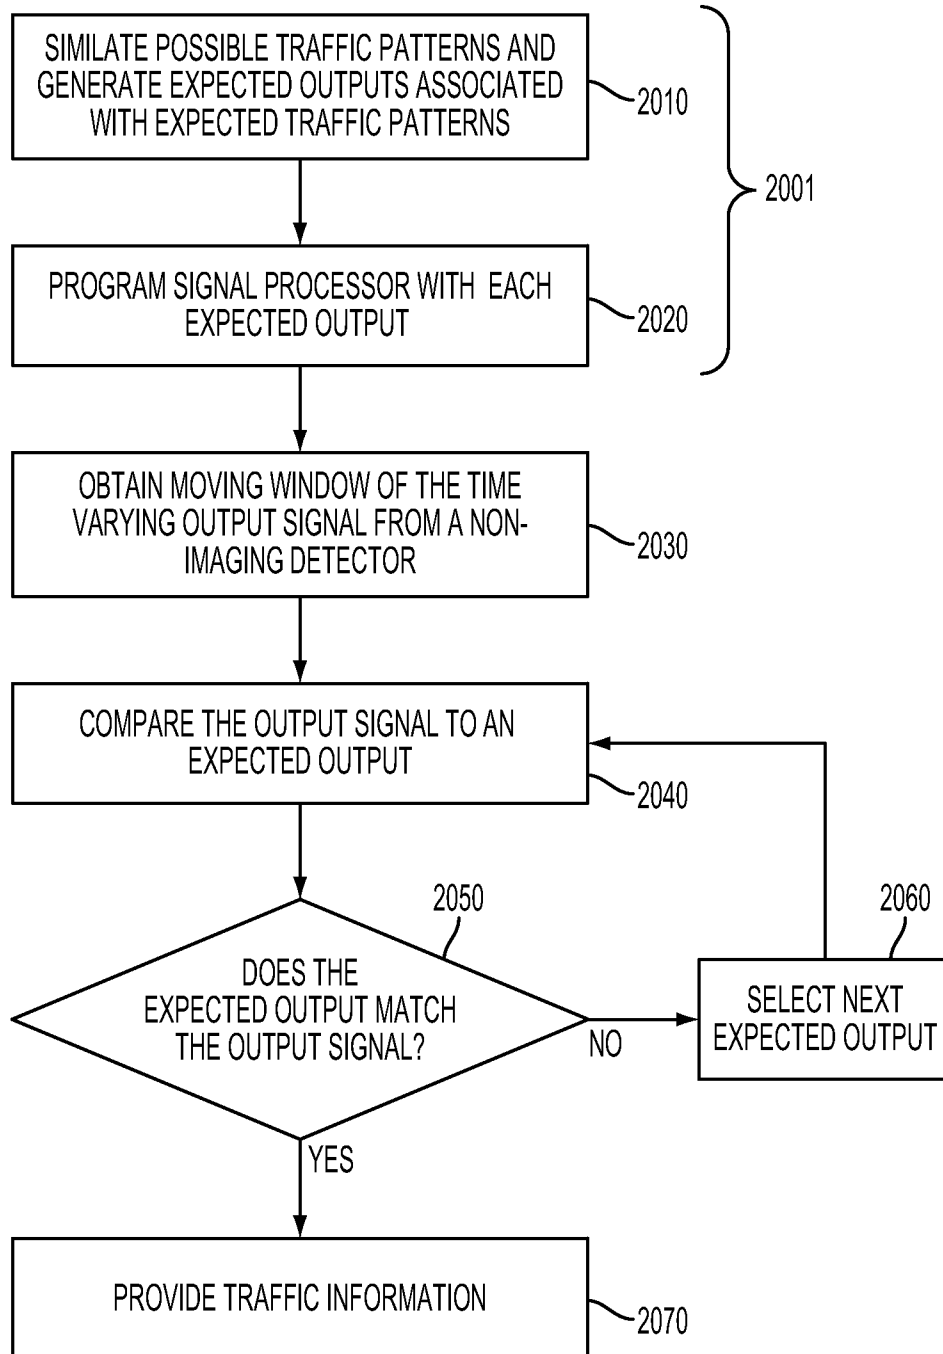 SIMILATE POSSIBLE TRAFFIC PATTERNS AND
GENERATE EXPECTED OUTPUTS ASSOCIATED
WITH EXPECTED TRAFFIC PATTERNS
2010
2001
PROGRAM SIGNAL PROCESSOR WITH EACH
EXPECTED OUTPUT
2020
OBTAIN MOVING WINDOW OF THE TIME
VARYING OUTPUT SIGNAL FROM A NON-
IMAGING DETECTOR
2030
COMPARE THE OUTPUT SIGNAL TO AN
EXPECTED OUTPUT
2040
2050
DOES THE
EXPECTED OUTPUT MATCH
THE OUTPUT SIGNAL?
NO
2060
SELECT NEXT
EXPECTED OUTPUT
YES
PROVIDE TRAFFIC INFORMATION
2070